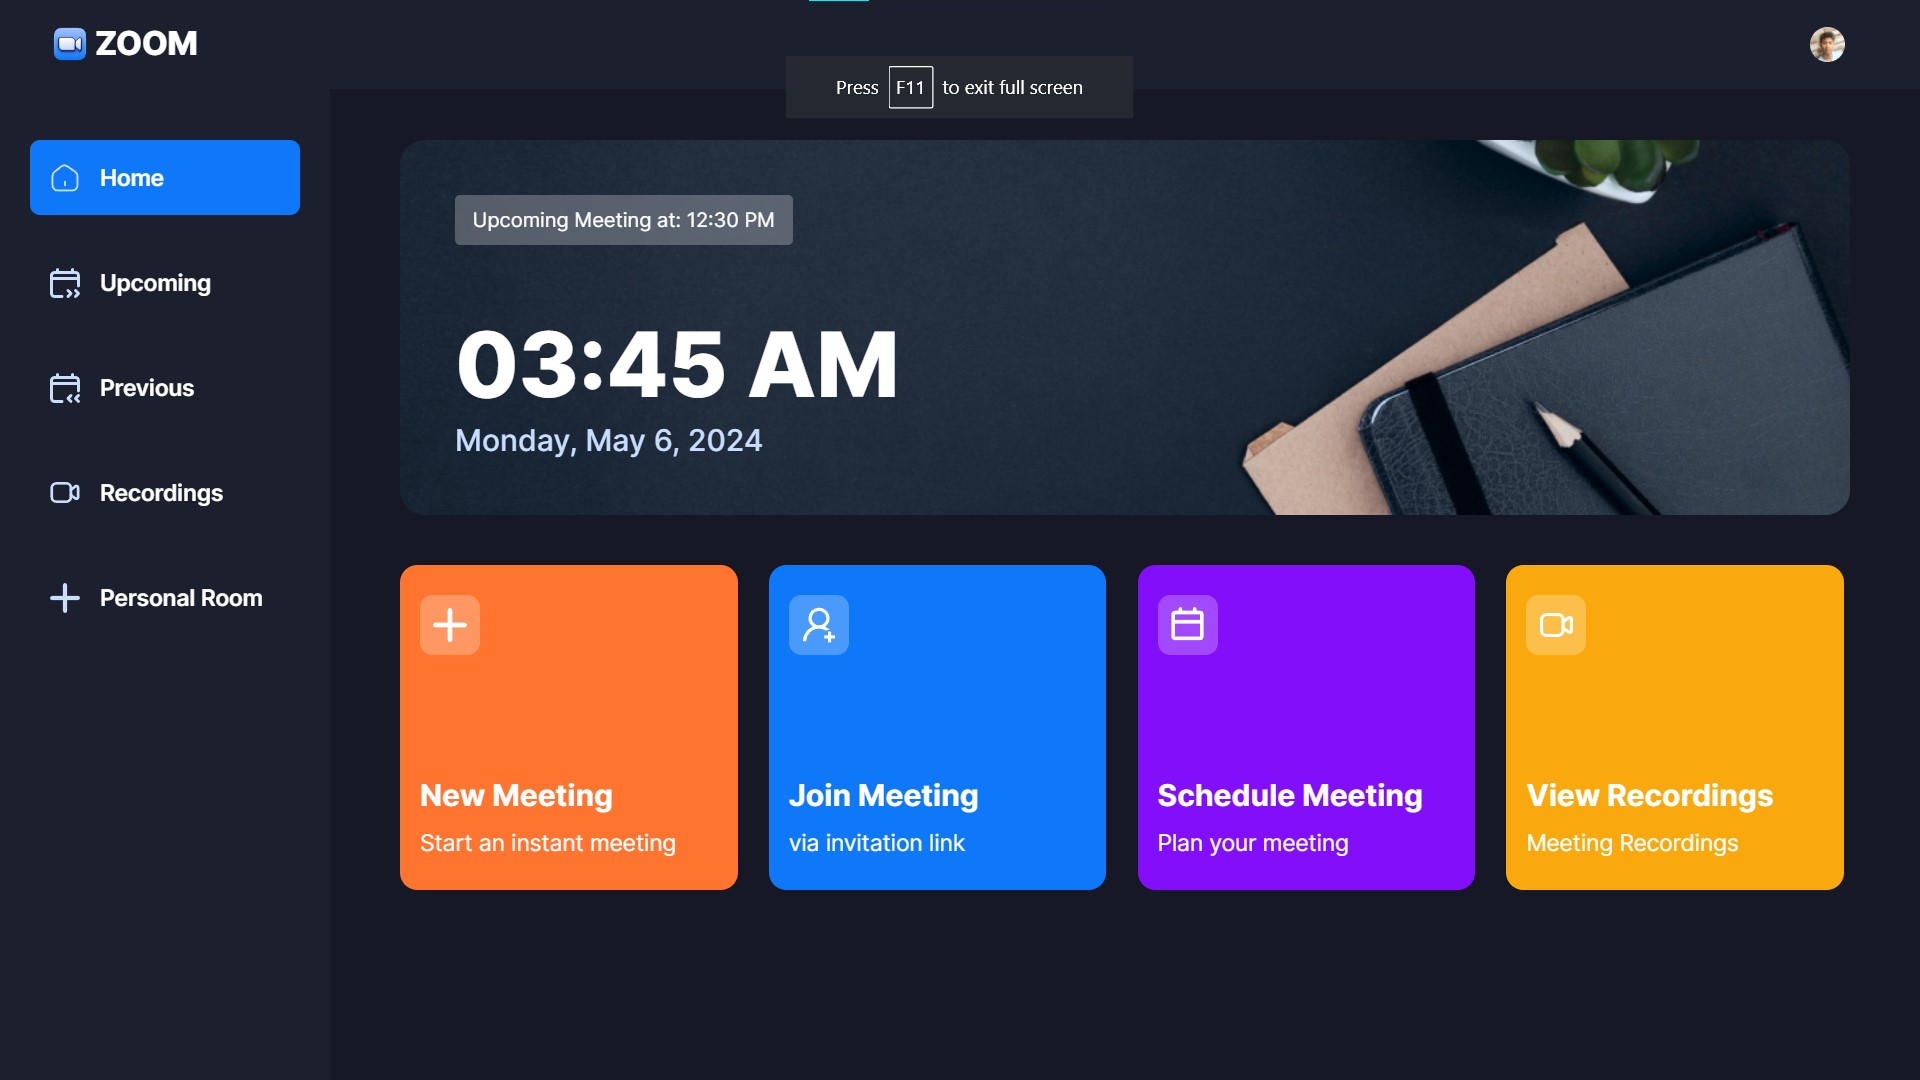 ZOOM
Press F11 to exit full screen
Home
Upcoming
Previous
Recordings
Personal Room
Upcoming Meeting at: 12:30 PM
03:45 AM
Monday, May 6, 2024
New Meeting
Start an instant meeting
Join Meeting
via invitation link
Schedule Meeting
Plan your meeting
View Recordings
Meeting Recordings